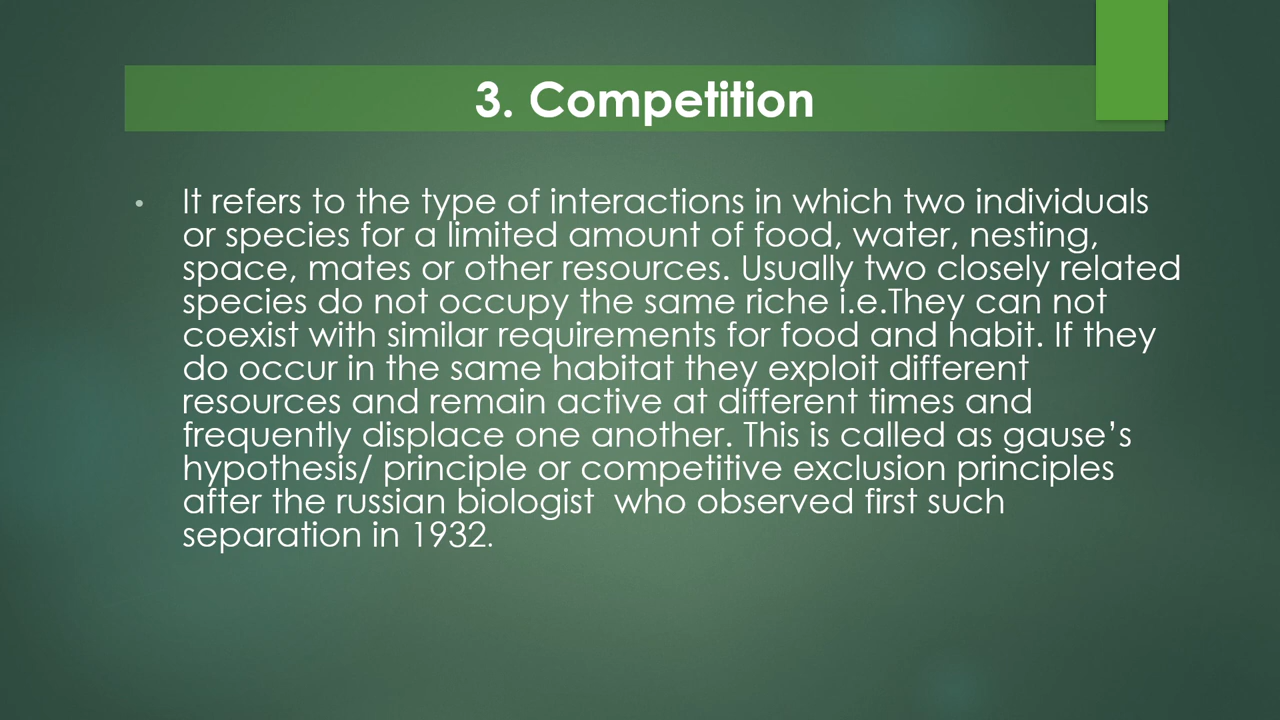 3. Competition
• It refers to the type of interactions in which two individuals
or species for a limited amount of food, water, nesting,
space, mates or other resources. Usually two closely related
species do not occupy the same riche i.e.They can not
coexist with similar requirements for food and habit. If they
do occur in the same habitat they exploit different
resources and remain active at different times and
frequently displace one another. This is called as gause’s
hypothesis/ principle or competitive exclusion principles
after the russian biologist  who observed first such
separation in 1932.